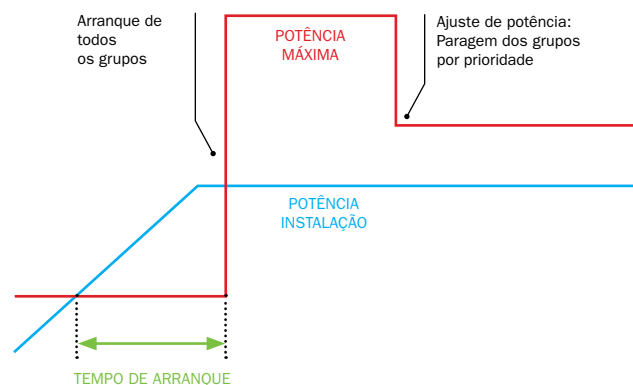 Arranque de
todos
os grupos
POTÊNCIA
MÁXIMA
Ajuste de potência:
Paragem dos grupos
por prioridade
POTÊNCIA
INSTALAÇÃO
TEMPO DE ARRANQUE